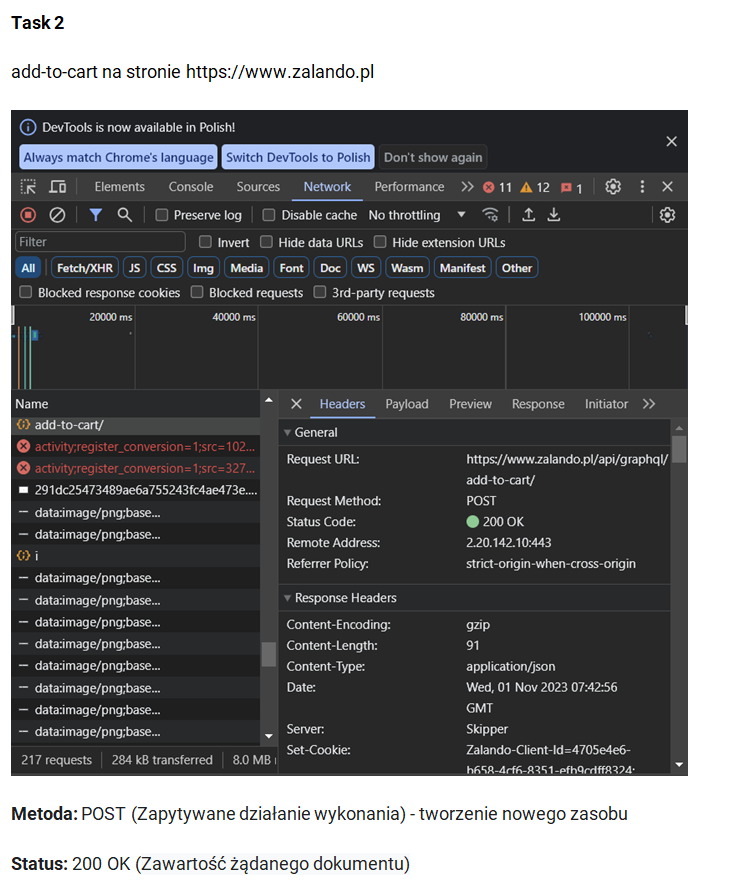 Task 2
add-to-cart na stronie https://www.zalando.pl
DevTools is now available in Polish!
Always match Chrome's language Switch DevTools to Polish Don't show again
Elements Console Sources Network Performance 11 12 1
Preserve log Disable cache No throttling
Filter Invert Hide data URLs Hide extension URLs
All Fetch/XHR JS CSS Img Media Font Doc WS Wasm Manifest Other
Blocked response cookies Blocked requests 3rd-party requests
20000 ms 40000 ms 60000 ms 80000 ms 100000 ms
Name
add-to-cart/
activity;register_conversion=1;src=102...
activity;register_conversion=1;src=327...
291dc25473489ae6a755243fc4ae473e....
data:image/png;base...
data:image/png;base...
i
data:image/png;base...
data:image/png;base...
data:image/png;base...
data:image/png;base...
data:image/png;base...
data:image/png;base...
data:image/png;base...
data:image/png;base...
217 requests 284 kB transferred 8.0 MB
Headers Payload Preview Response Initiator
General
Request URL: https://www.zalando.pl/api/graphql/
add-to-cart/
Request Method: POST
Status Code: 200 OK
Remote Address: 2.20.142.10:443
Referrer Policy: strict-origin-when-cross-origin
Response Headers
Content-Encoding: gzip
Content-Length: 91
Content-Type: application/json
Date: Wed, 01 Nov 2023 07:42:56
GMT
Server: Skipper
Set-Cookie: Zalando-Client-Id=4705e4e6-
b658-4cf6-8351-efb9cdff8324;
Metoda: POST (Zapytywane działanie wykonania) - tworzenie nowego zasobu
Status: 200 OK (Zawartość żądanego dokumentu)